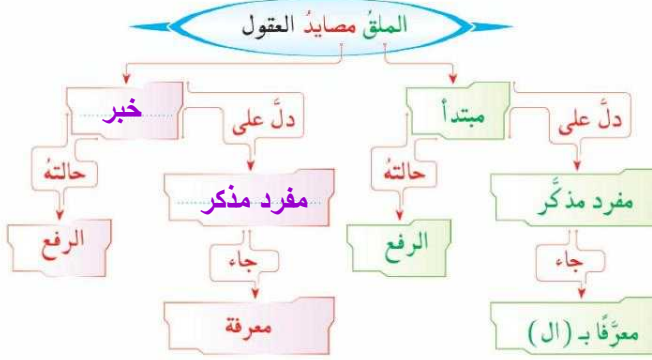 الملقُ مصايدُ العقول
مبتدأ
دلَّ على
حالتهُ
مفرد مذكَّر
الرفع
جاء
معرَّفًا بـ (ال)
خبر
دلَّ على
حالتهُ
مفرد مذكر
الرفع
جاء
معرفة